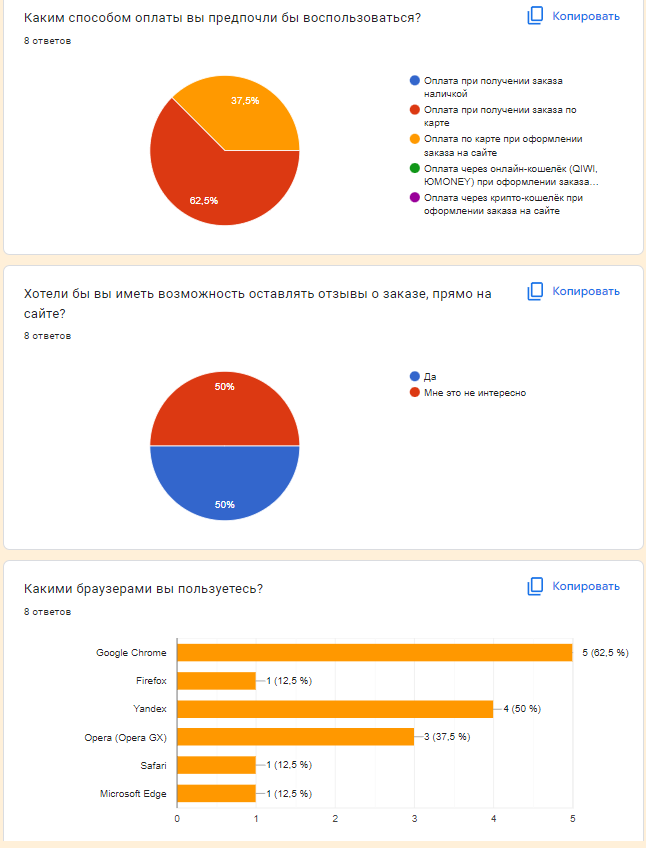 Каким способом оплаты вы предпочли бы воспользоваться?
Копировать
8 ответов
37,5%
62,5%
Оплата при получении заказа
наличкой
Оплата при получении заказа по
карте
Оплата по карте при оформлении
заказа на сайте
Оплата через онлайн-кошелёк (QIWI,
ЮMONEY) при оформлении заказа...
Оплата через крипто-кошелёк при
оформлении заказа на сайте
Хотели бы вы иметь возможность оставлять отзывы о заказе, прямо на
сайте?
Копировать
8 ответов
50%
50%
Да
Мне это не интересно
Какими браузерами вы пользуетесь?
Копировать
8 ответов
Google Chrome 5 (62,5 %)
Firefox 1 (12,5 %)
Yandex 4 (50 %)
Opera (Opera GX) 3 (37,5 %)
Safari 1 (12,5 %)
Microsoft Edge 1 (12,5 %)
0 1 2 3 4 5